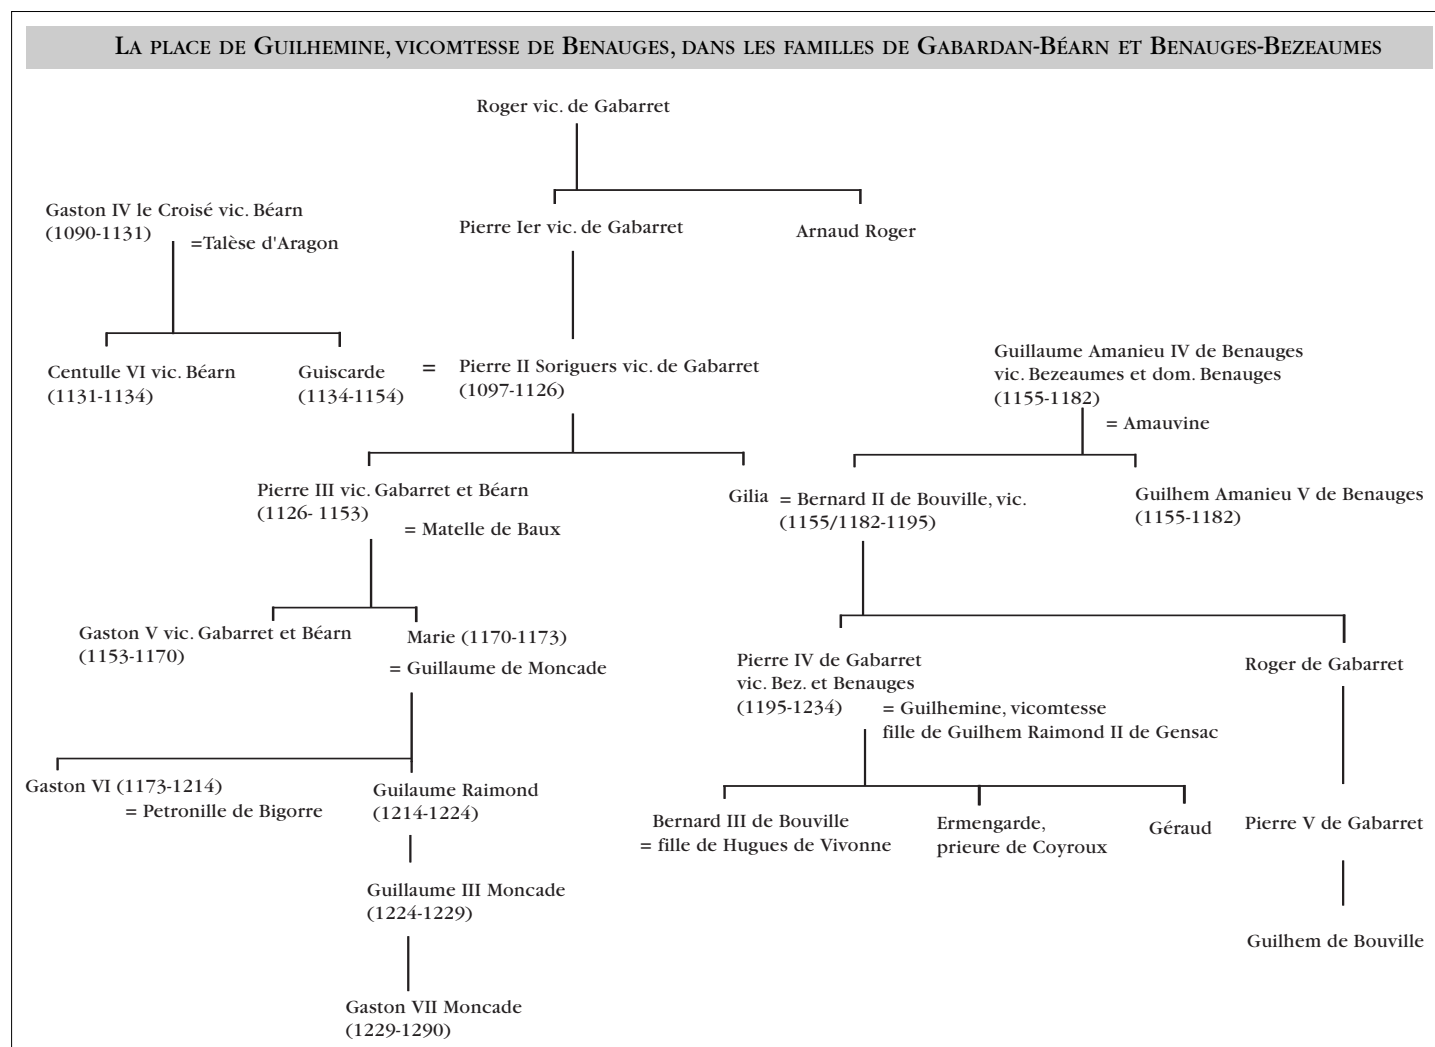 LA PLACE DE GUILHEMINE, VICOMTESSE DE BENAUGES, DANS LES FAMILLES DE GABARDAN-BÉARN ET BENAUGES-BEZEAUMES
Roger vic. de Gabarret
Gaston IV le Croisé vic. Béarn
(1090-1131)
=Talèse d'Aragon
Pierre Ier vic. de Gabarret
Arnaud Roger
Centulle VI vic. Béarn
(1131-1134)
Guiscarde
(1134-1154)
=
Pierre II Soriguers vic. de Gabarret
(1097-1126)
Guillaume Amanieu IV de Benauges
vic. Bezeaumes et dom. Benauges
(1155-1182)
= Amauvine
Pierre III vic. Gabarret et Béarn
(1126- 1153)
= Matelle de Baux
Gilia
= Bernard II de Bouville, vic.
(1155/1182-1195)
Guilhem Amanieu V de Benauges
(1155-1182)
Gaston V vic. Gabarret et Béarn
(1153-1170)
Marie (1170-1173)
= Guillaume de Moncade
Pierre IV de Gabarret
vic. Bez. et Benauges
(1195-1234)
= Guilhemine, vicomtesse
fille de Guilhem Raimond II de Gensac
Roger de Gabarret
Gaston VI (1173-1214)
= Petronille de Bigorre
Guilaume Raimond
(1214-1224)
Bernard III de Bouville
= fille de Hugues de Vivonne
Ermengarde,
prieure de Coyroux
Géraud
Pierre V de Gabarret
Guillaume III Moncade
(1224-1229)
Guilhem de Bouville
Gaston VII Moncade
(1229-1290)